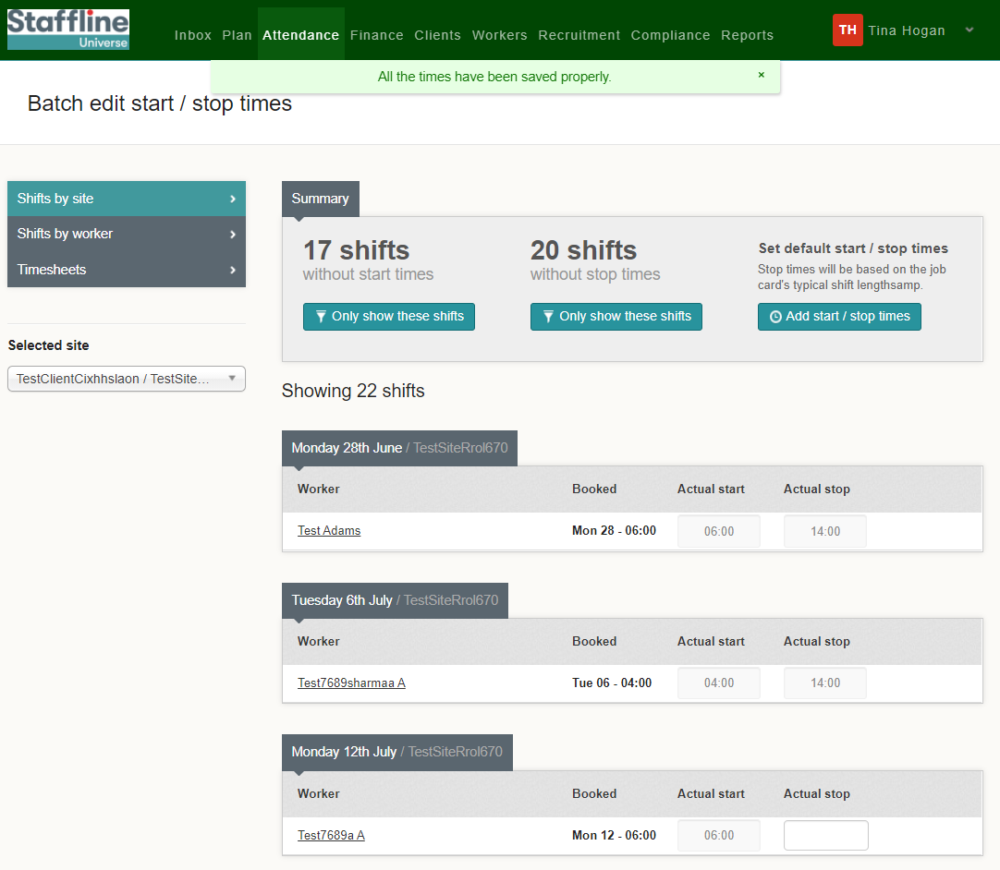 Staffline
Universe
Inbox Plan Attendance Finance Clients Workers Recruitment Compliance Reports
TH Tina Hogan
All the times have been saved properly. ×
Batch edit start / stop times
Shifts by site
Shifts by worker
Timesheets
Selected site
TestClientCixhhslaon / TestSite...
Summary
17 shifts
without start times
Only show these shifts
20 shifts
without stop times
Only show these shifts
Set default start / stop times
Stop times will be based on the job
card's typical shift lengthsamp.
Add start / stop times
Showing 22 shifts
Monday 28th June / TestSiteRrol670
Worker Booked Actual start Actual stop
Test Adams Mon 28 - 06:00 06:00 14:00
Tuesday 6th July / TestSiteRrol670
Worker Booked Actual start Actual stop
Test7689sharmaa A Tue 06 - 04:00 04:00 14:00
Monday 12th July / TestSiteRrol670
Worker Booked Actual start Actual stop
Test7689a A Mon 12 - 06:00 06:00